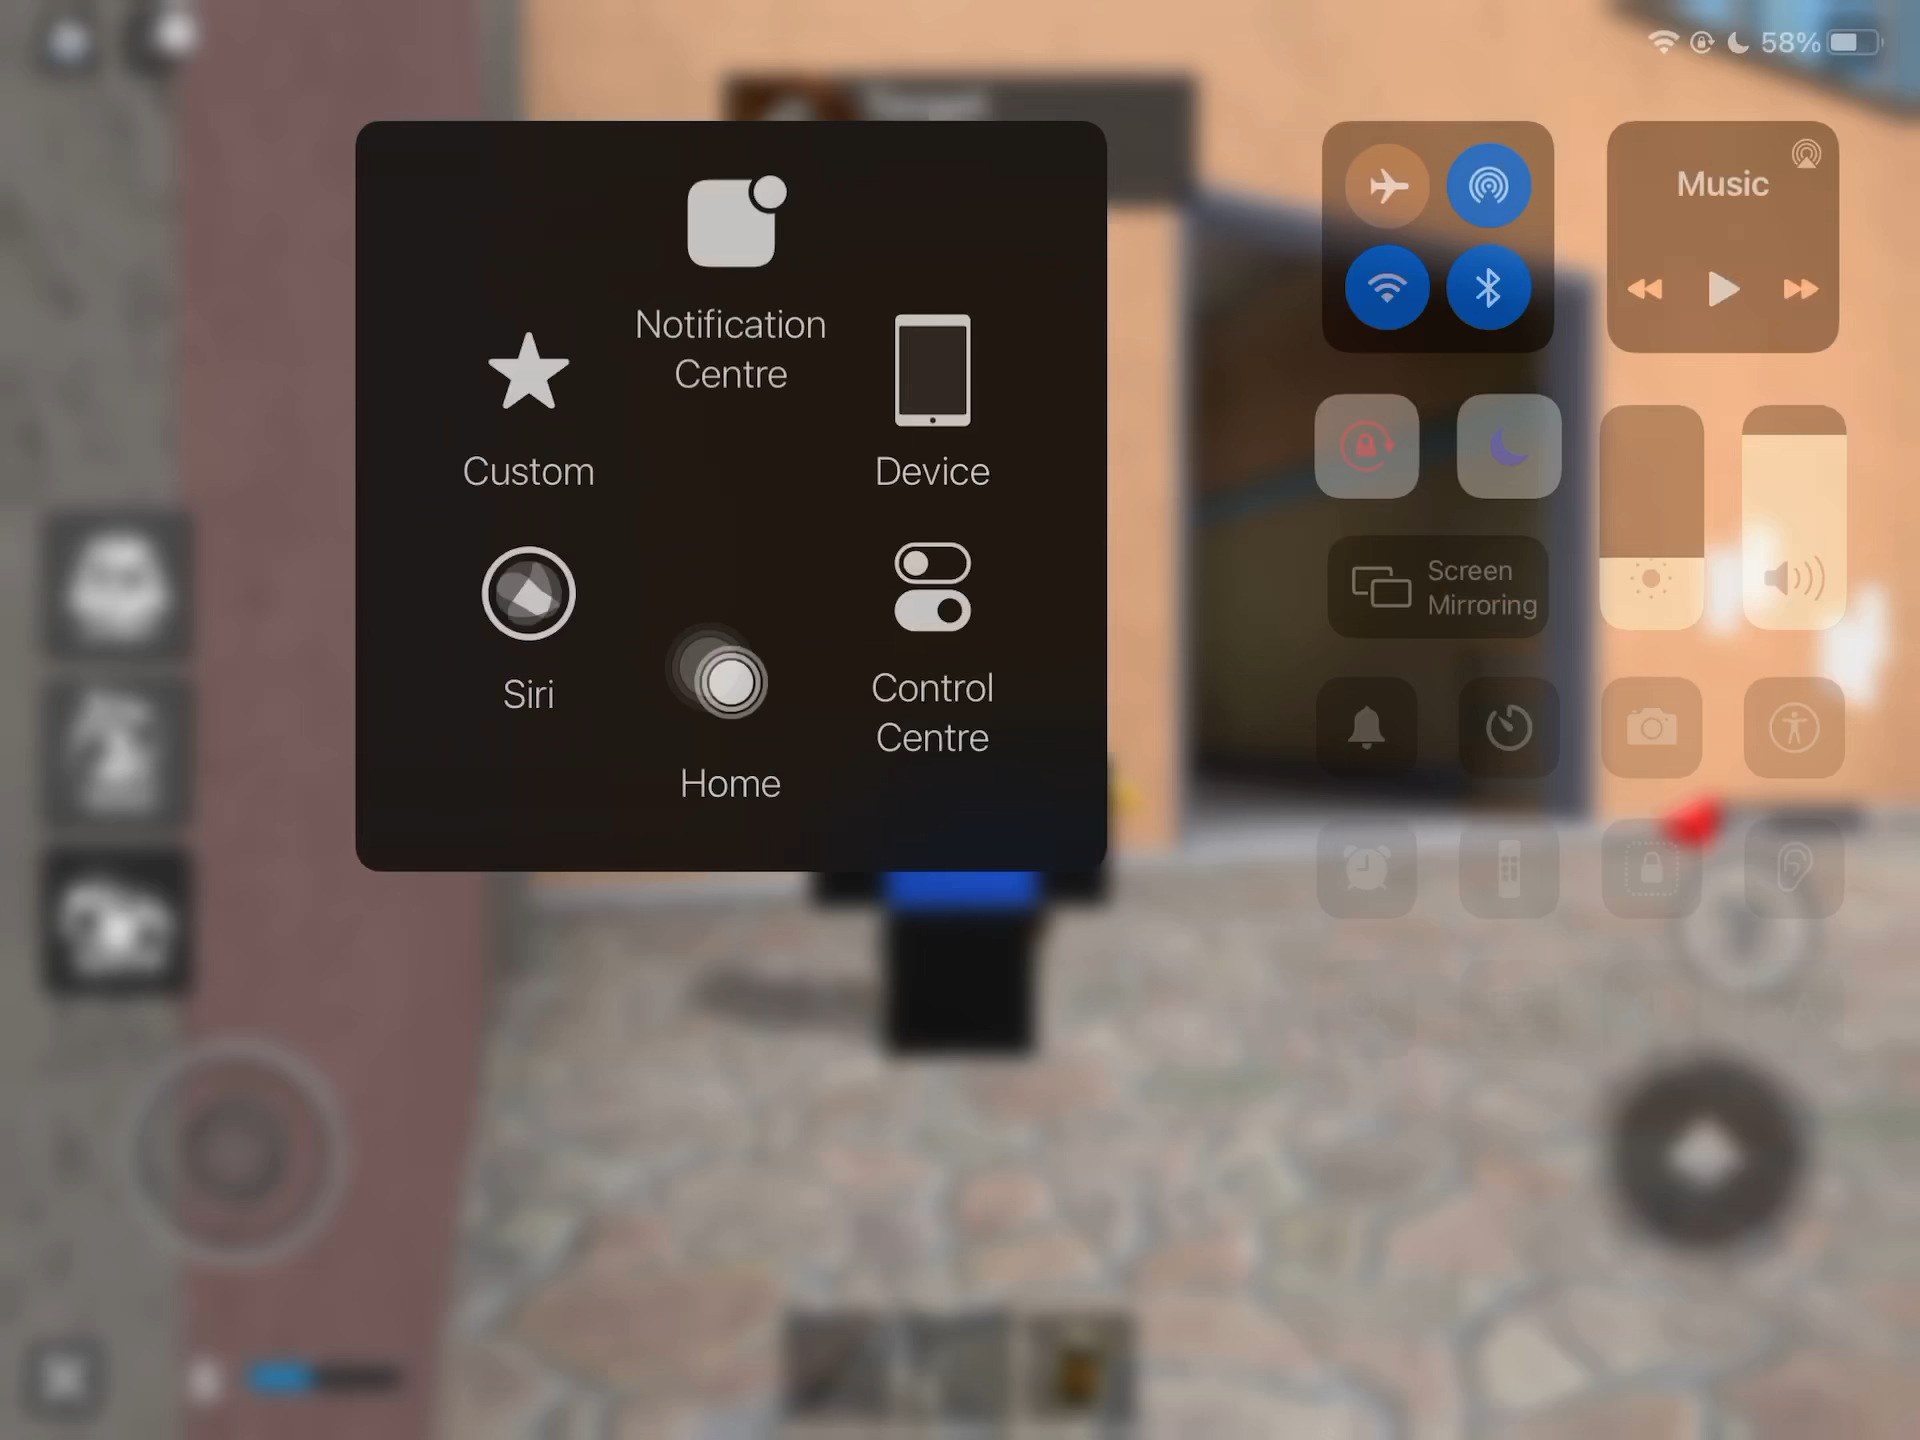 58%
Notification
Centre
Custom
Device
Siri
Control
Centre
Home
Music
Screen
Mirroring